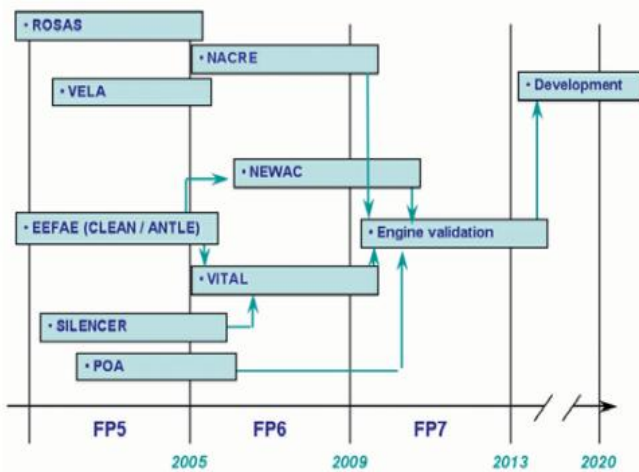 • ROSAS
• NACRE
• VELA
• Development
• NEWAC
• EEFAE (CLEAN / ANTLE)
• Engine validation
• VITAL
• SILENCER
• POA
FP5
FP6
FP7
2005
2009
2013
2020